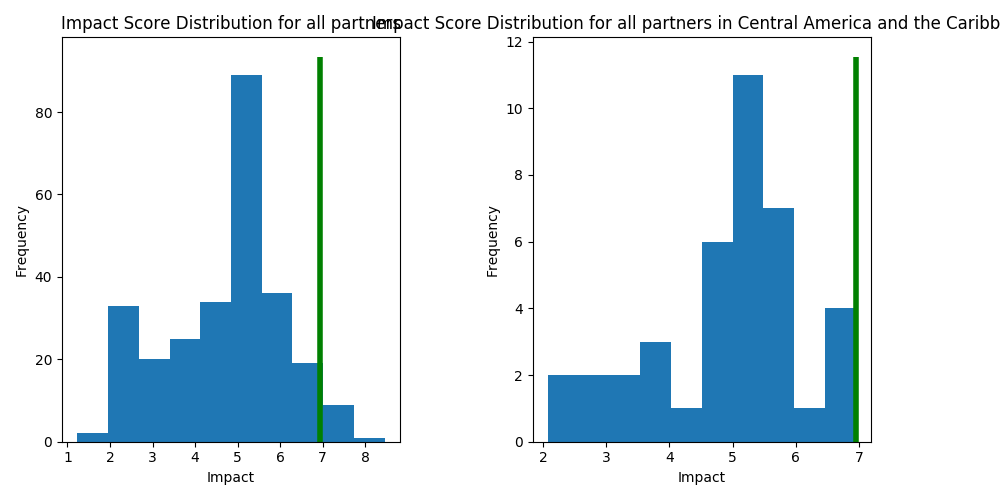 Impact Score Distribution for all partners
Impact Score Distribution for all partners in Central America and the Caribb
Frequency
80
60
40
20
0
1 2 3 4 5 6 7 8
Impact
Frequency
12
10
8
6
4
2
0
2 3 4 5 6 7
Impact